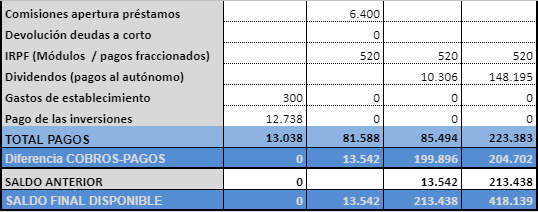 Comisiones apertura préstamos 6.400
Devolución deudas a corto 0
IRPF (Módulos / pagos fraccionados) 520 520 520
Dividendos (pagos al autónomo) 10.306 148.195
Gastos de establecimiento 300 0 0 0
Pago de las inversiones 12.738 0 0 0
TOTAL PAGOS 13.038 81.588 85.494 223.383
Diferencia COBROS-PAGOS 0 13.542 199.896 204.702
SALDO ANTERIOR 0 13.542 213.438
SALDO FINAL DISPONIBLE 0 13.542 213.438 418.139